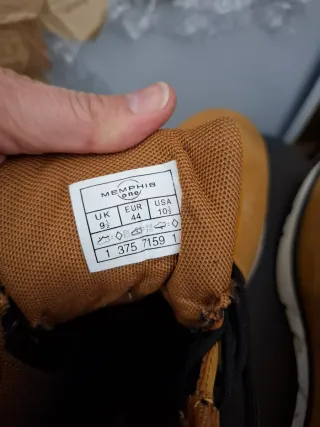 MEMPHIS
one
UK EUR USA
9½ 44 10½
1 375 7159 1